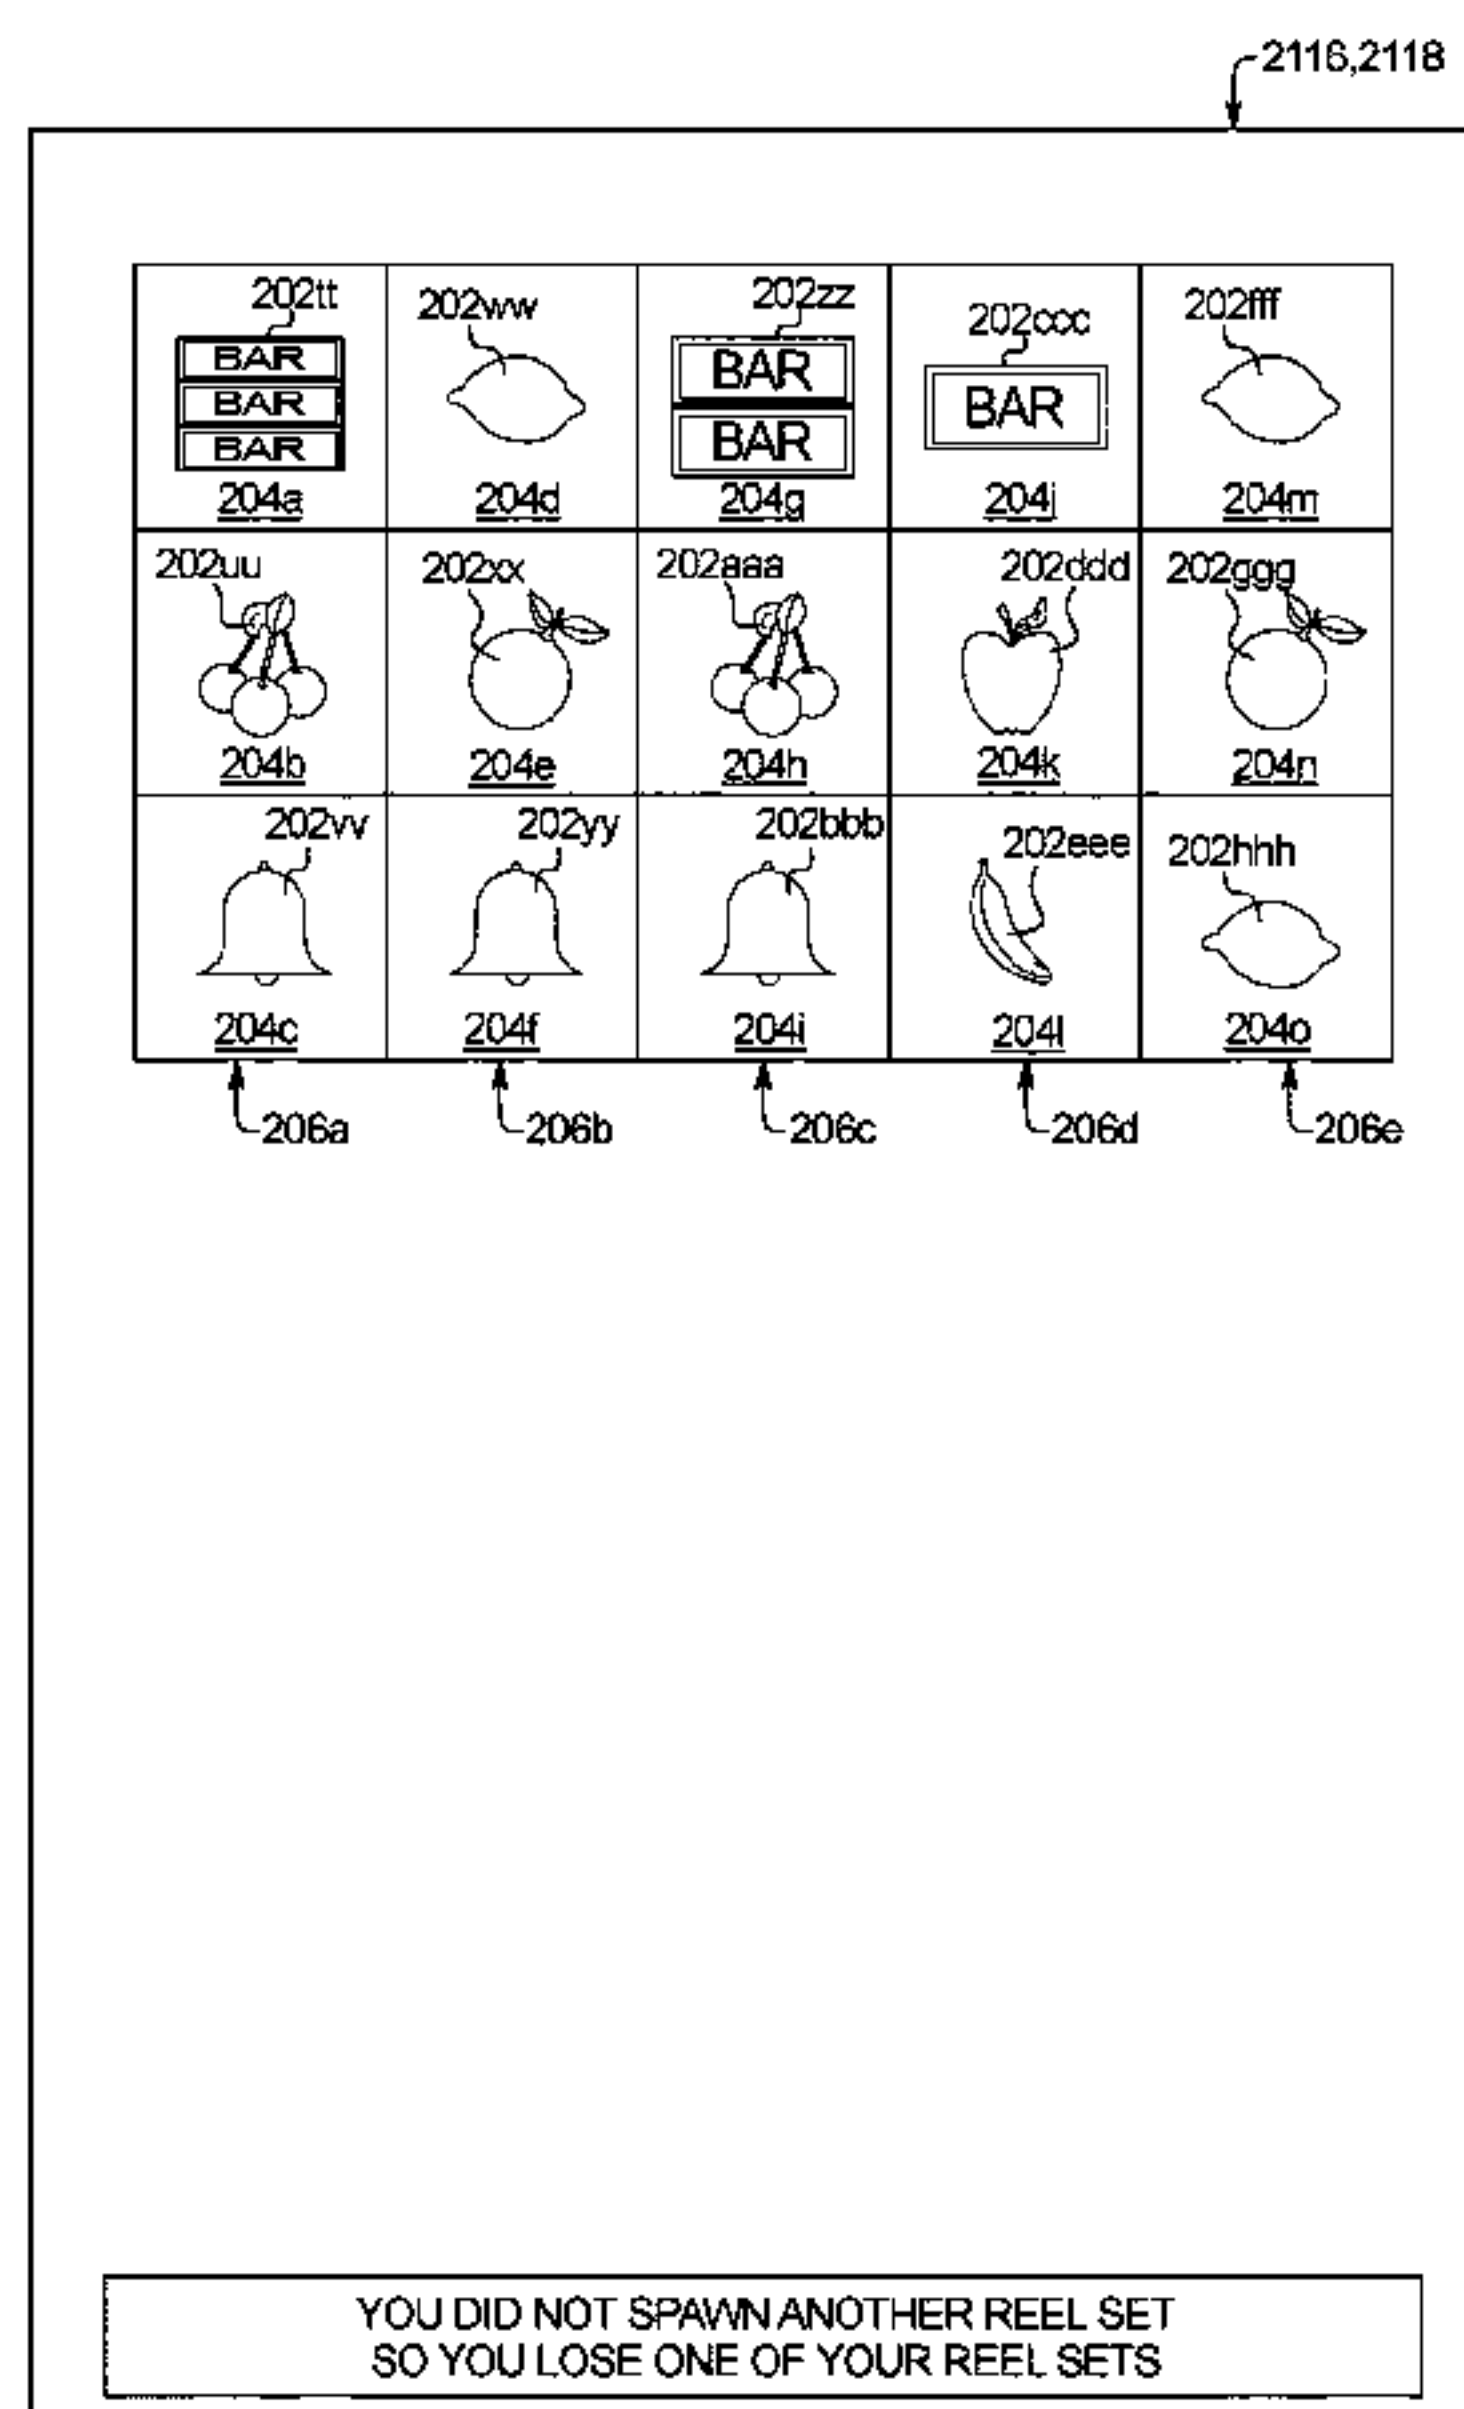 2116,2118
202tt 202ww 202zz 202ccc 202fff
BAR BAR BAR
BAR BAR
BAR
204a 204d 204g 204j 204m
202uu 202xx 202aaa 202ddd 202ggg
204b 204e 204h 204k 204n
202vv 202yy 202bbb 202eee 202hhh
204c 204f 204i 204l 204o
206a 206b 206c 206d 206e
YOU DID NOT SPAWN ANOTHER REEL SET
SO YOU LOSE ONE OF YOUR REEL SETS